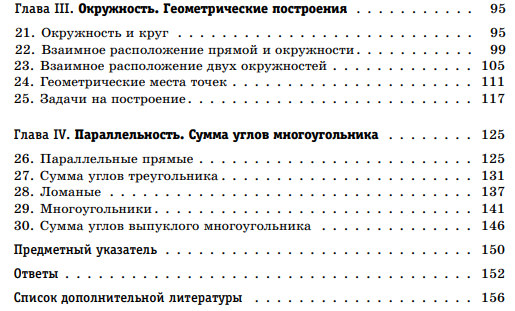 Глава III. Окружность. Геометрические построения . . . . . . . . . 95
21. Окружность и круг . . . . . . . . . . . . . . . . . . . . . . . . . . . . . 95
22. Взаимное расположение прямой и окружности . . . . . . . . . . 99
23. Взаимное расположение двух окружностей . . . . . . . . . . . . 105
24. Геометрические места точек . . . . . . . . . . . . . . . . . . . . . 111
25. Задачи на построение . . . . . . . . . . . . . . . . . . . . . . . . . 117
Глава IV. Параллельность. Сумма углов многоугольника . . . . . . . . 125
26. Параллельные прямые . . . . . . . . . . . . . . . . . . . . . . . . 125
27. Сумма углов треугольника . . . . . . . . . . . . . . . . . . . . . . 131
28. Ломаные . . . . . . . . . . . . . . . . . . . . . . . . . . . . . . . . . 137
29. Многоугольники . . . . . . . . . . . . . . . . . . . . . . . . . . . . 141
30. Сумма углов выпуклого многоугольника . . . . . . . . . . . . . 146
Предметный указатель . . . . . . . . . . . . . . . . . . . . . . . . . . . 150
Ответы . . . . . . . . . . . . . . . . . . . . . . . . . . . . . . . . . . . . 152
Список дополнительной литературы . . . . . . . . . . . . . . . . . . 156